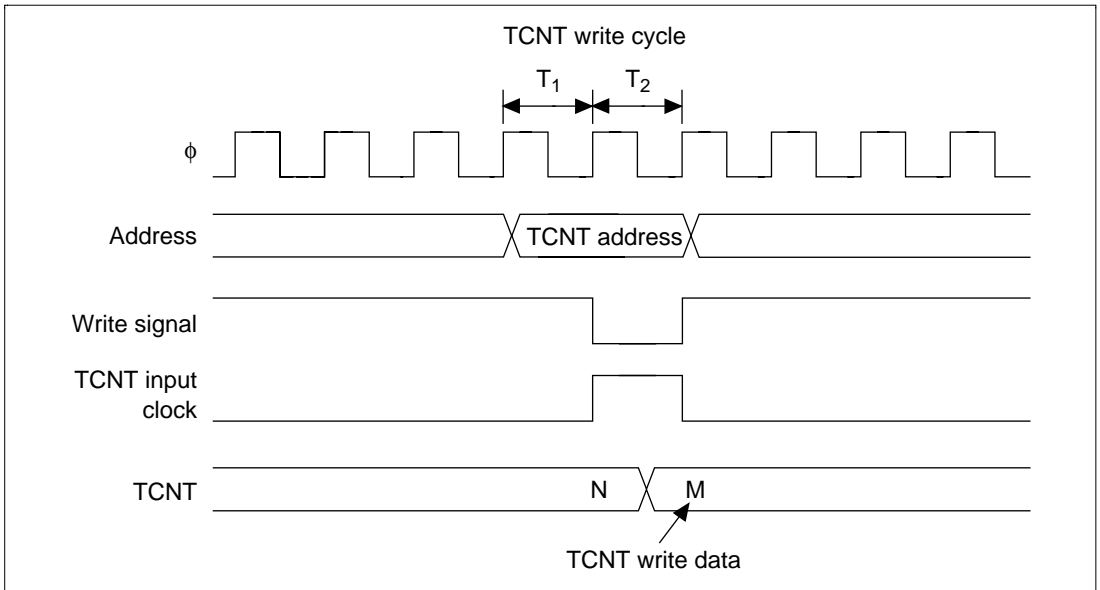 TCNT write cycle
T1 T2
ϕ
Address
TCNT address
Write signal
TCNT input
clock
TCNT
N M
TCNT write data